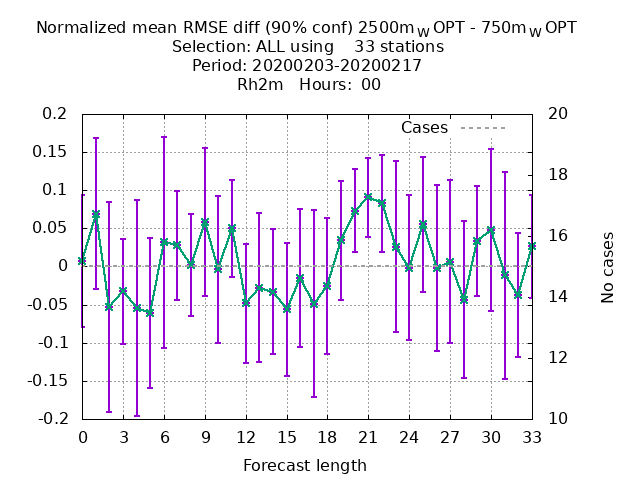 Normalized mean RMSE diff (90% conf) 2500m_W OPT - 750m_W OPT
Selection: ALL using 33 stations
Period: 20200203-20200217
Rh2m Hours: 00
Cases
0.2
0.15
0.1
0.05
0
-0.05
-0.1
-0.15
-0.2
20
18
16
14
12
10
No cases
0 3 6 9 12 15 18 21 24 27 30 33
Forecast length